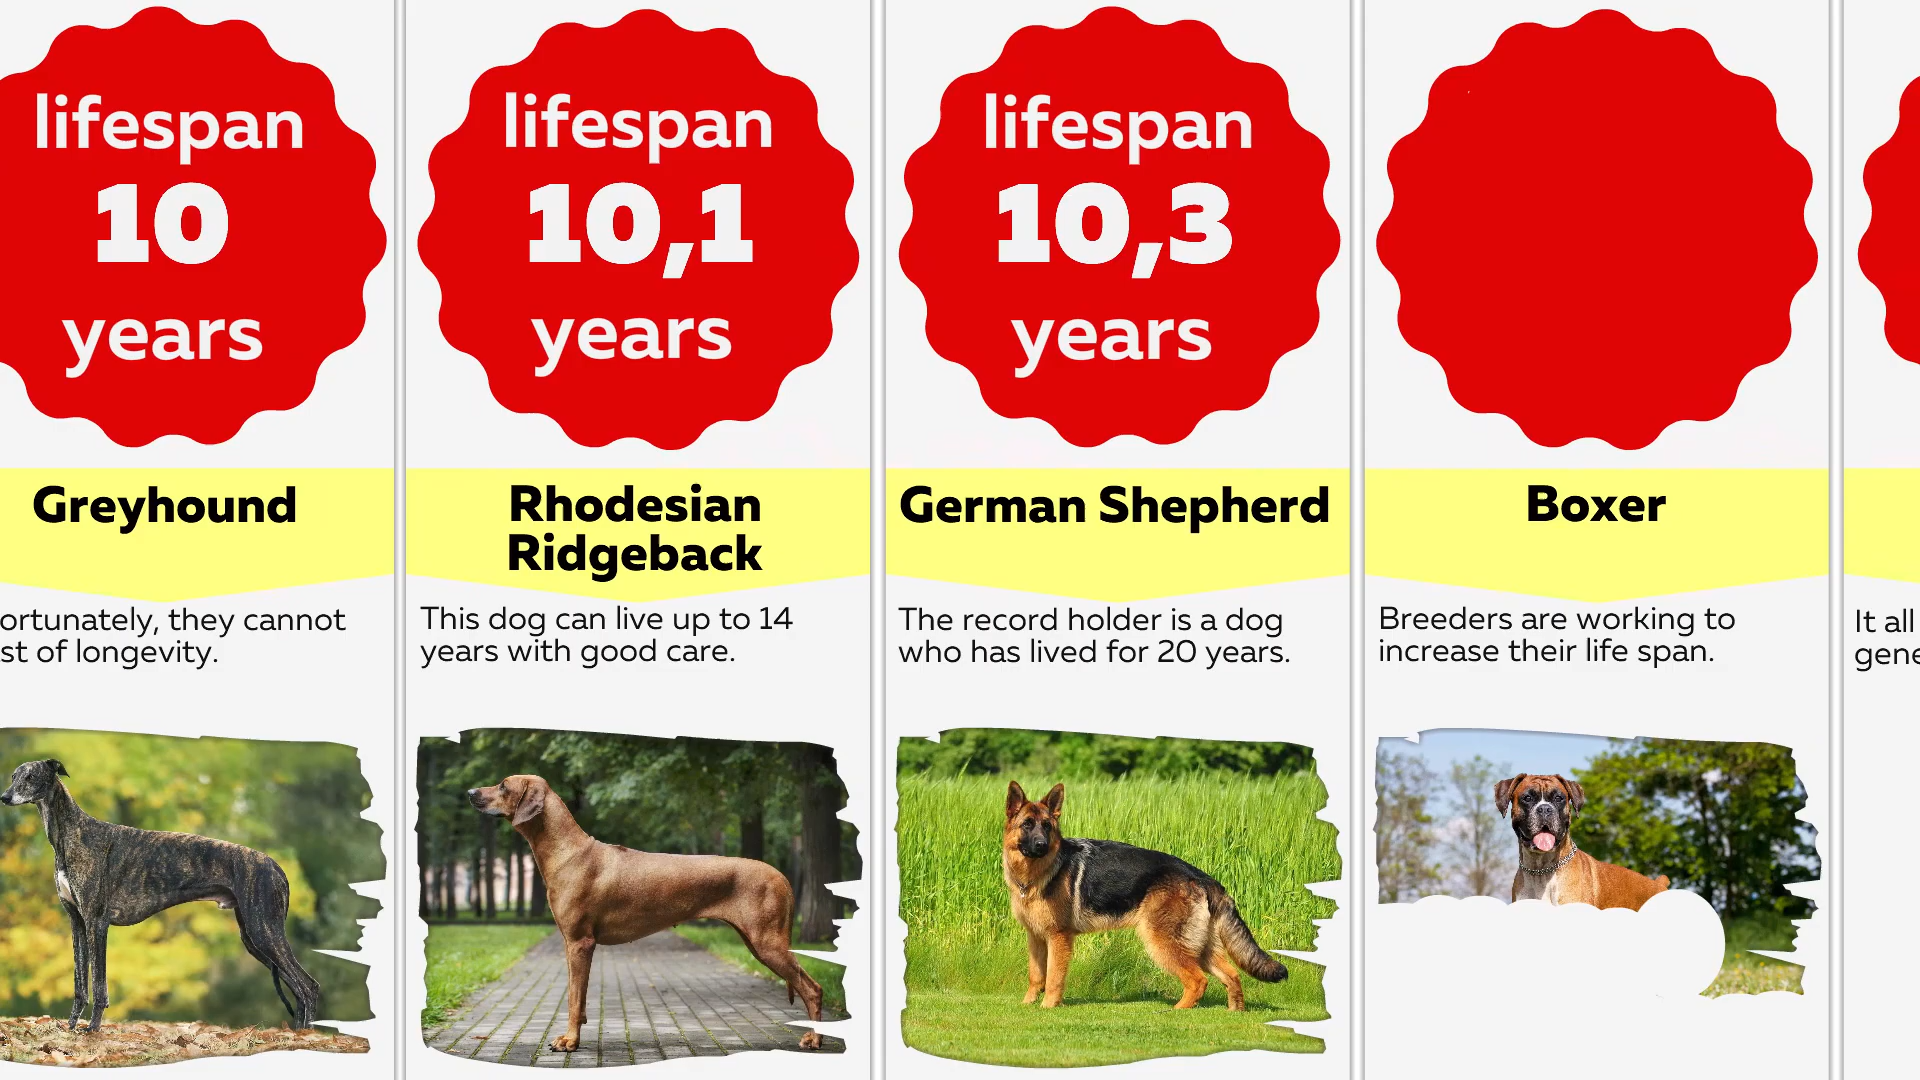 lifespan
10
years
Greyhound
ortunately, they cannot
st of longevity.
lifespan
10,1
years
Rhodesian
Ridgeback
This dog can live up to 14
years with good care.
lifespan
10,3
years
German Shepherd
The record holder is a dog
who has lived for 20 years.
Boxer
Breeders are working to
increase their life span.
It all
gene